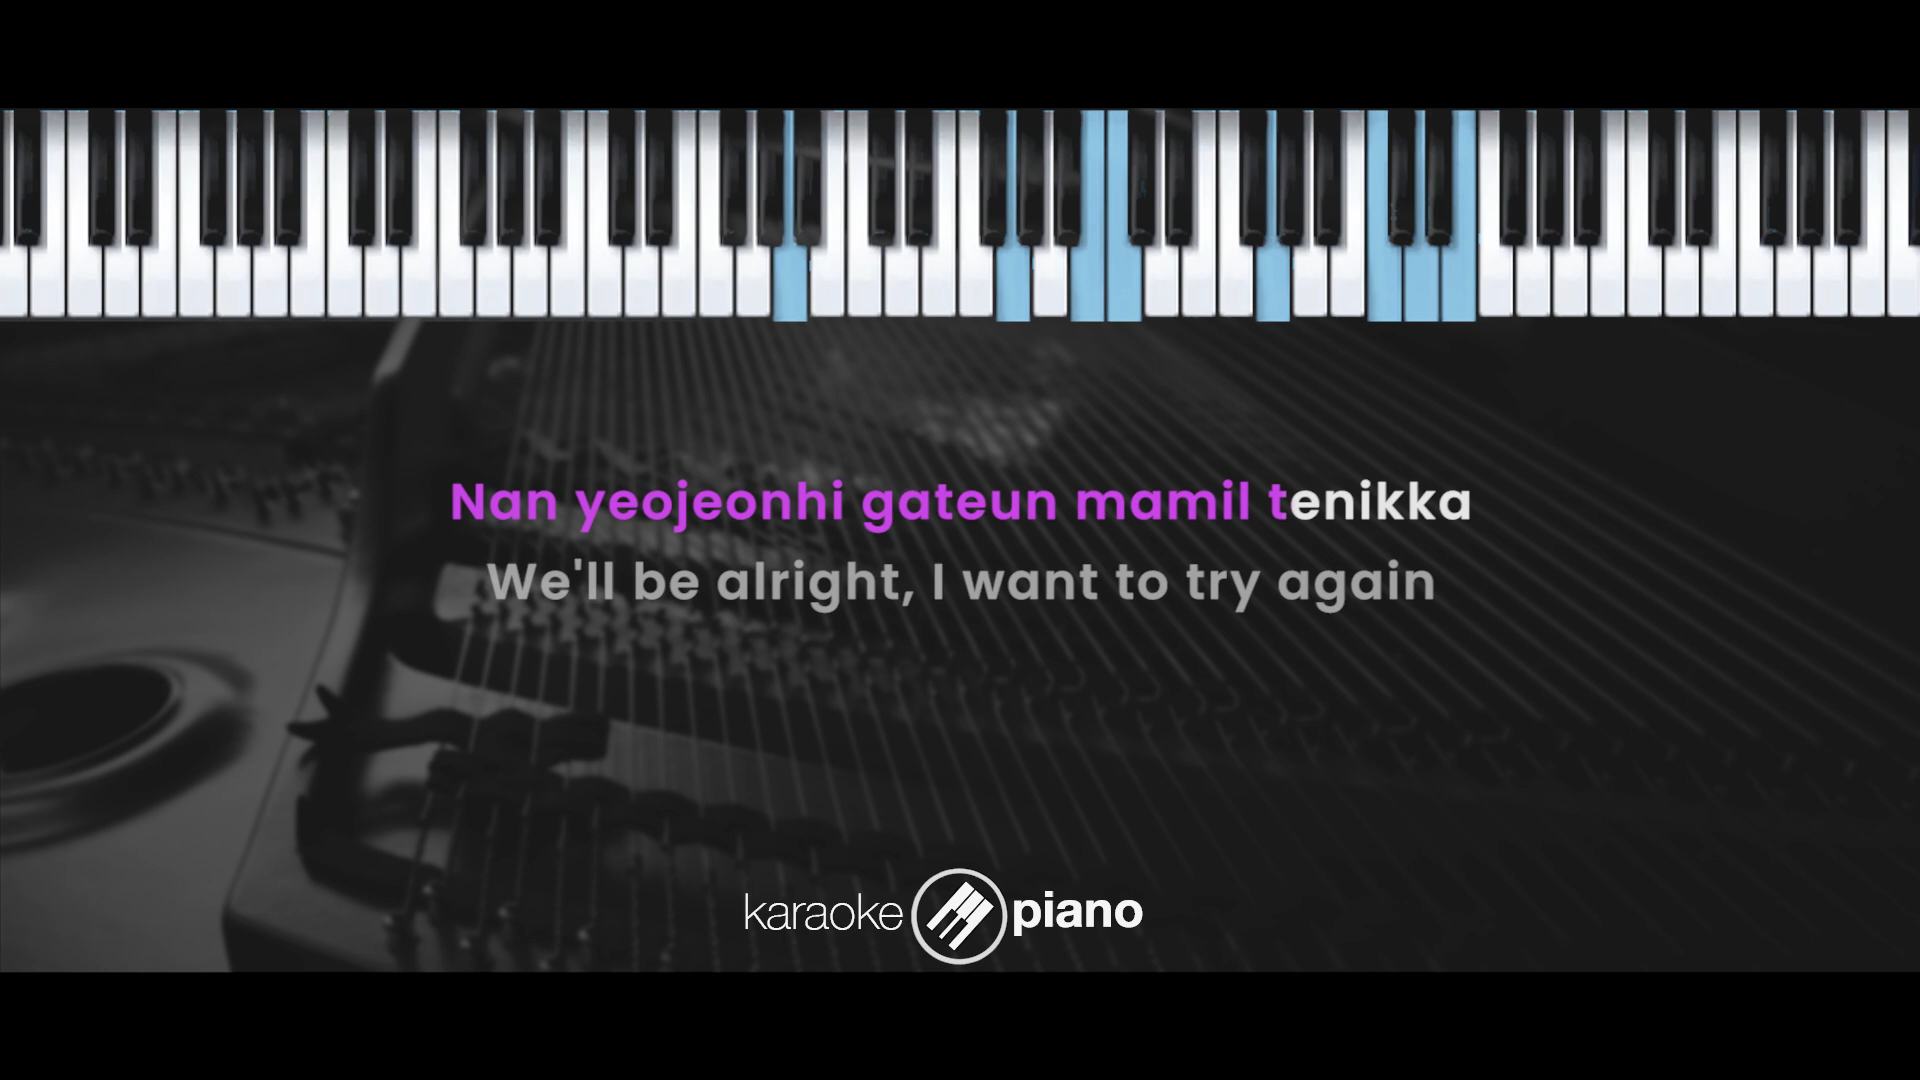 Nan yeojeonhi gateun mamil tenikka
We'll be alright, I want to try again
karaoke piano